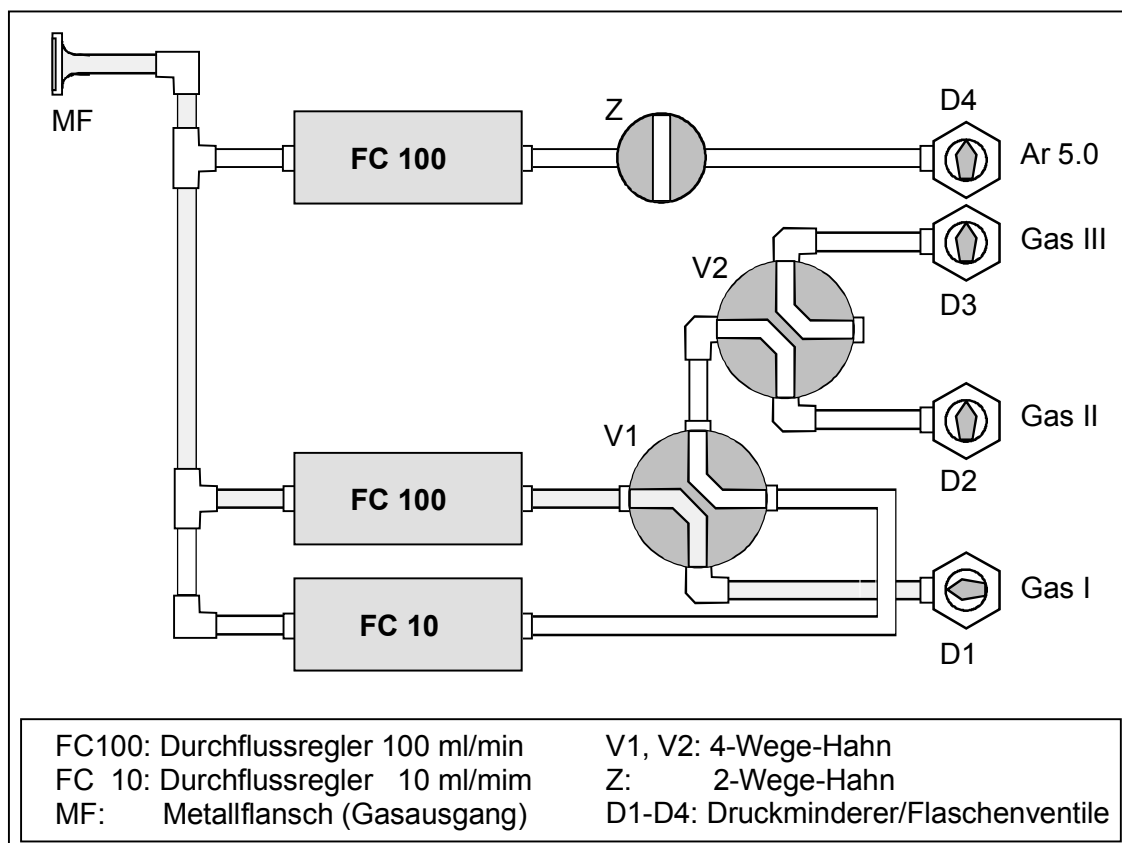 MF
FC 100
Z
D4
Ar 5.0
V2
Gas III
D3
Gas II
V1
D2
FC 100
Gas I
FC 10
D1
FC100: Durchflussregler 100 ml/min
FC 10: Durchflussregler 10 ml/mim
MF: Metallflansch (Gasausgang)
V1, V2: 4-Wege-Hahn
Z: 2-Wege-Hahn
D1-D4: Druckminderer/Flaschenventile